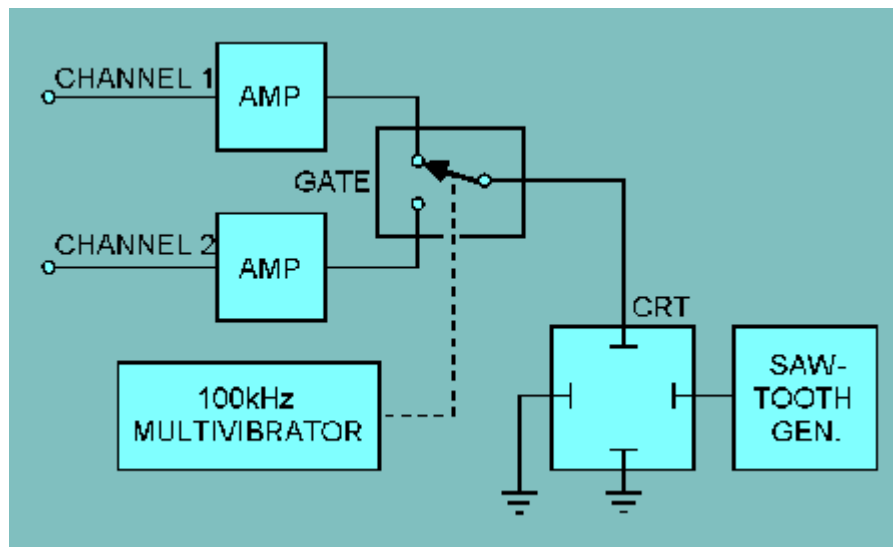 CHANNEL 1
AMP
GATE
CHANNEL 2
AMP
CRT
100kHz
MULTIVIBRATOR
SAW-
TOOTH
GEN.